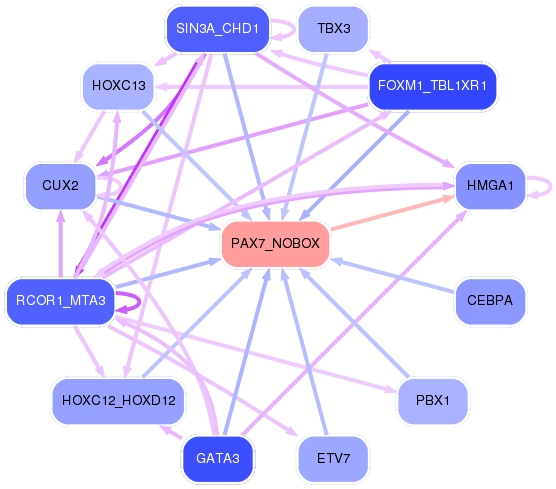 SIN3A_CHD1
TBX3
HOXC13
FOXM1_TBL1XR1
CUX2
HMGA1
PAX7_NOBOX
RCOR1_MTA3
CEBPA
HOXC12_HOXD12
PBX1
GATA3
ETV7